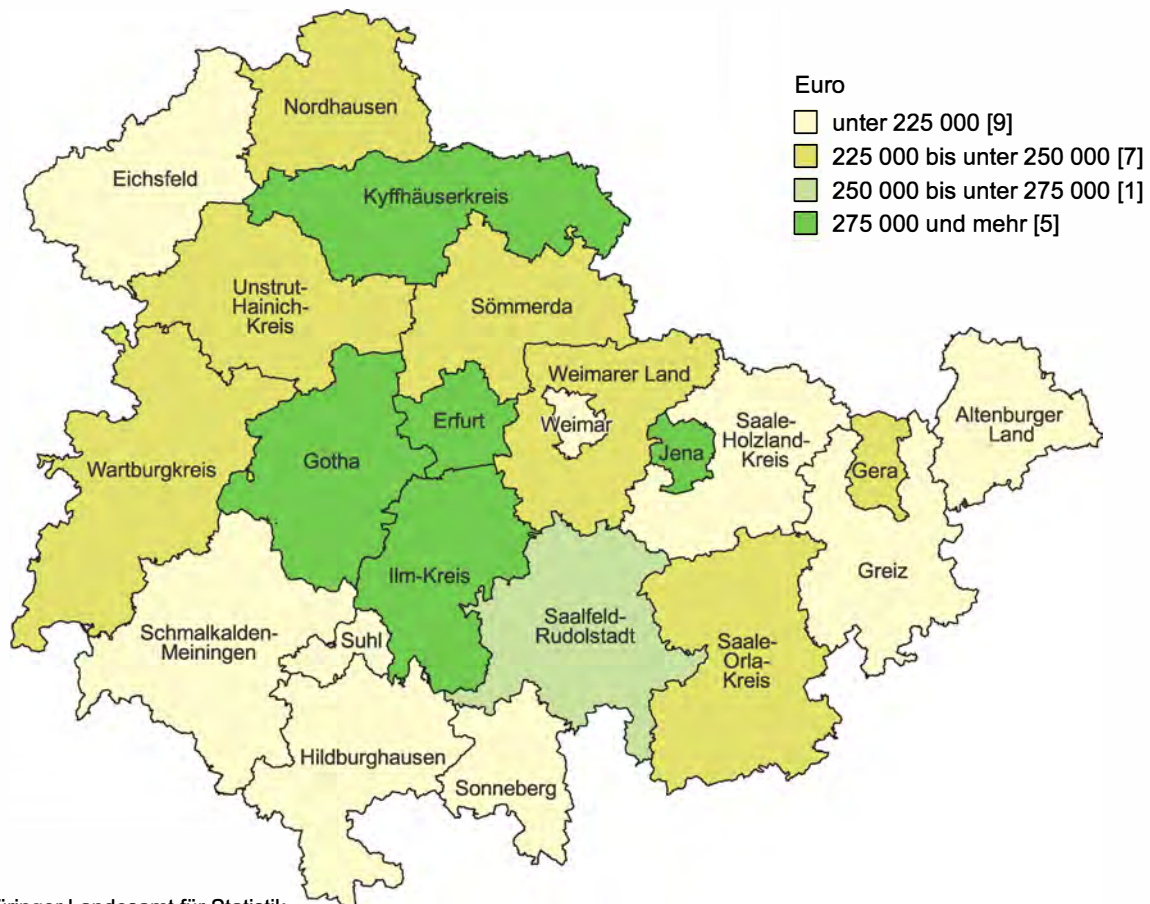 Euro
unter 225 000 [9]
225 000 bis unter 250 000 [7]
250 000 bis unter 275 000 [1]
275 000 und mehr [5]
Nordhausen
Eichsfeld
Kyffhäuserkreis
Unstrut-
Hainich-
Kreis
Sömmerda
Weimarer Land
Weimar
Erfurt
Gotha
Wartburgkreis
Jena
Saale-
Holzland-
Kreis
Gera
Altenburger
Land
Greiz
Ilm-Kreis
Saalfeld-
Rudolstadt
Saale-
Orla-
Kreis
Schmalkalden-
Meiningen
Suhl
Hildburghausen
Sonneberg
Landesamt für Statistik